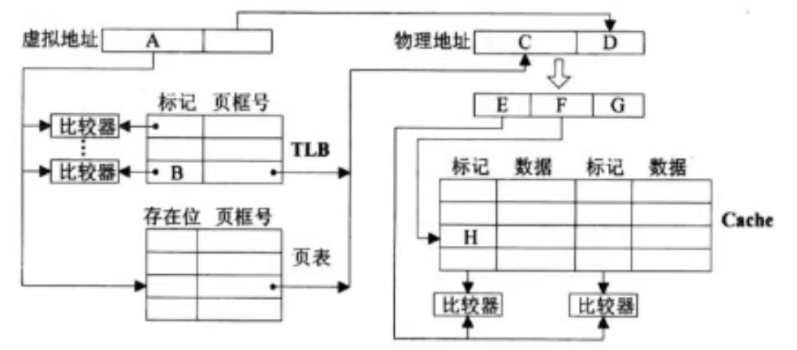 虚拟地址 A
物理地址 C D
E F G
标记 页框号
比较器
比较器 B
TLB
存在位 页框号
页表
标记 数据 标记 数据
H
Cache
比较器 比较器